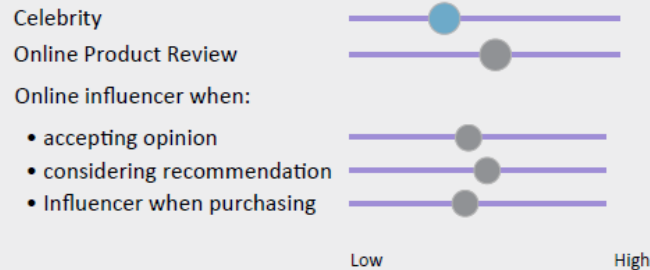 Celebrity
Online Product Review
Online influencer when:
• accepting opinion
• considering recommendation
• Influencer when purchasing
Low High